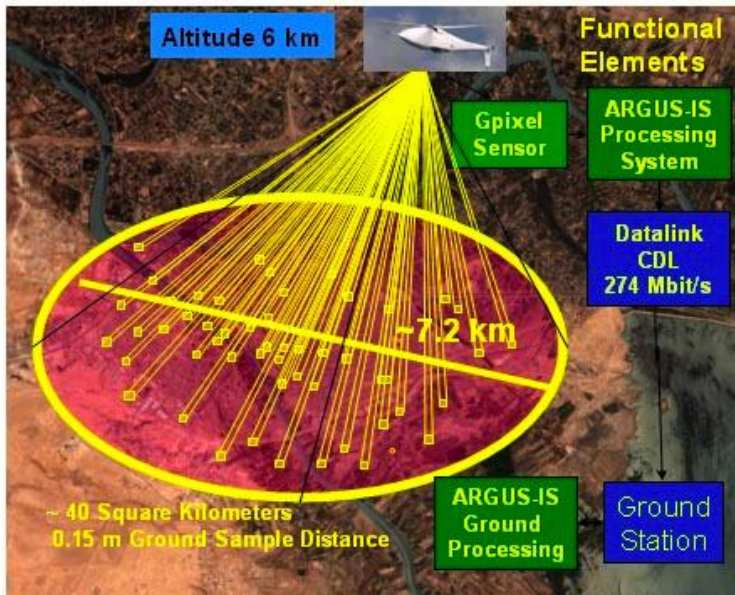 Altitude 6 km
Functional
Elements
Gpixel
Sensor
ARGUS-IS
Processing
System
Datalink
CDL
274 Mbit/s
~7.2 km
~ 40 Square Kilometers
0.15 m Ground Sample Distance
ARGUS-IS
Ground
Processing
Ground
Station